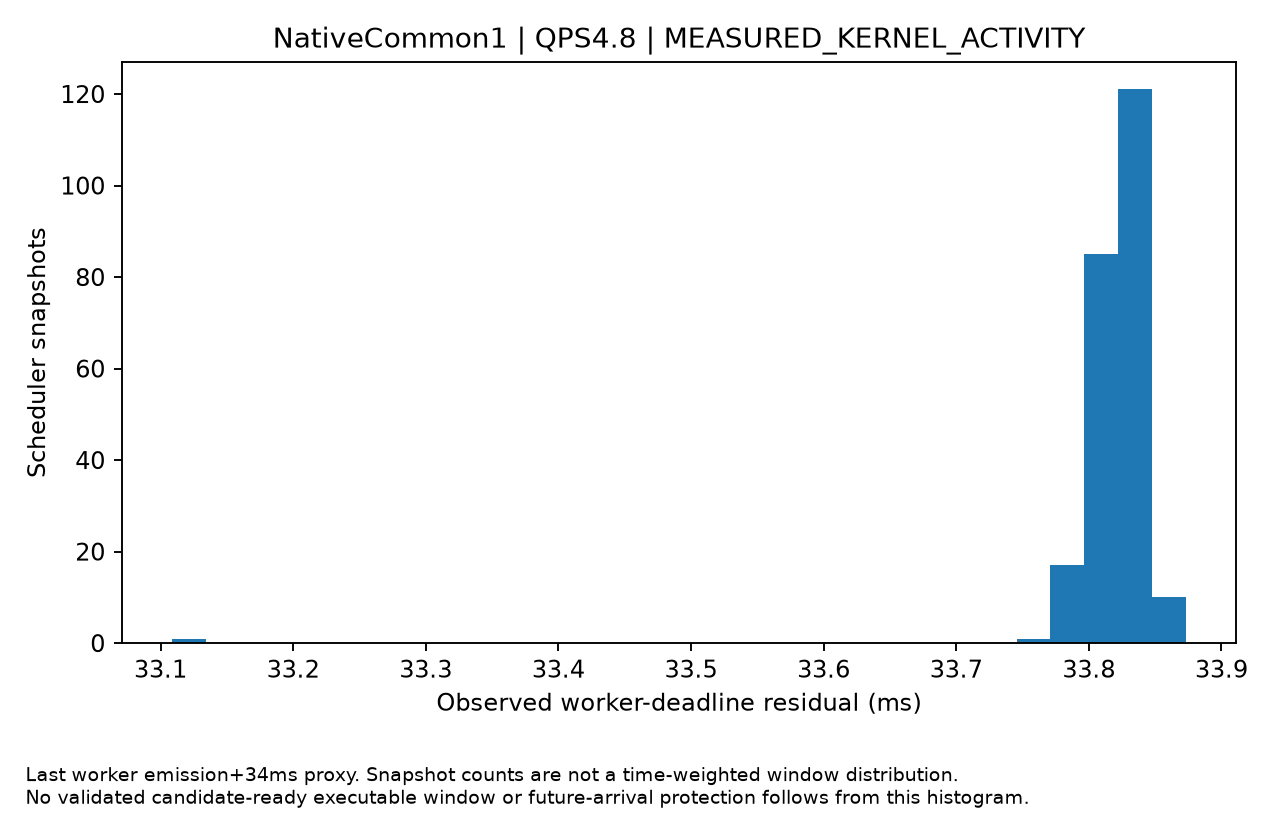 NativeCommon1 | QPS4.8 | MEASURED_KERNEL_ACTIVITY
120
100
80
60
40
20
0
Scheduler snapshots
33.1 33.2 33.3 33.4 33.5 33.6 33.7 33.8 33.9
Observed worker-deadline residual (ms)
Last worker emission+34ms proxy. Snapshot counts are not a time-weighted window distribution.
No validated candidate-ready executable window or future-arrival protection follows from this histogram.